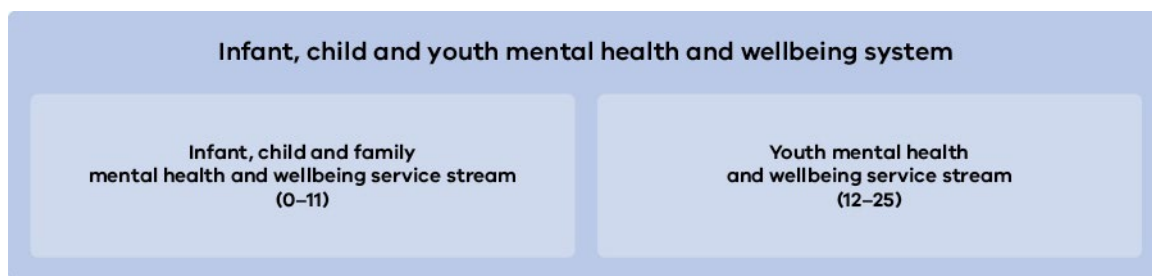 Infant, child and youth mental health and wellbeing system
Infant, child and family
mental health and wellbeing service stream
(0–11)
Youth mental health
and wellbeing service stream
(12–25)